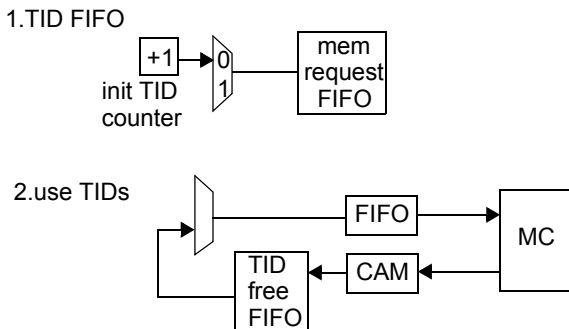 1.TID FIFO
+1
init TID
counter
0
1
mem
request
FIFO
2.use TIDs
FIFO
MC
TID
free
FIFO
CAM